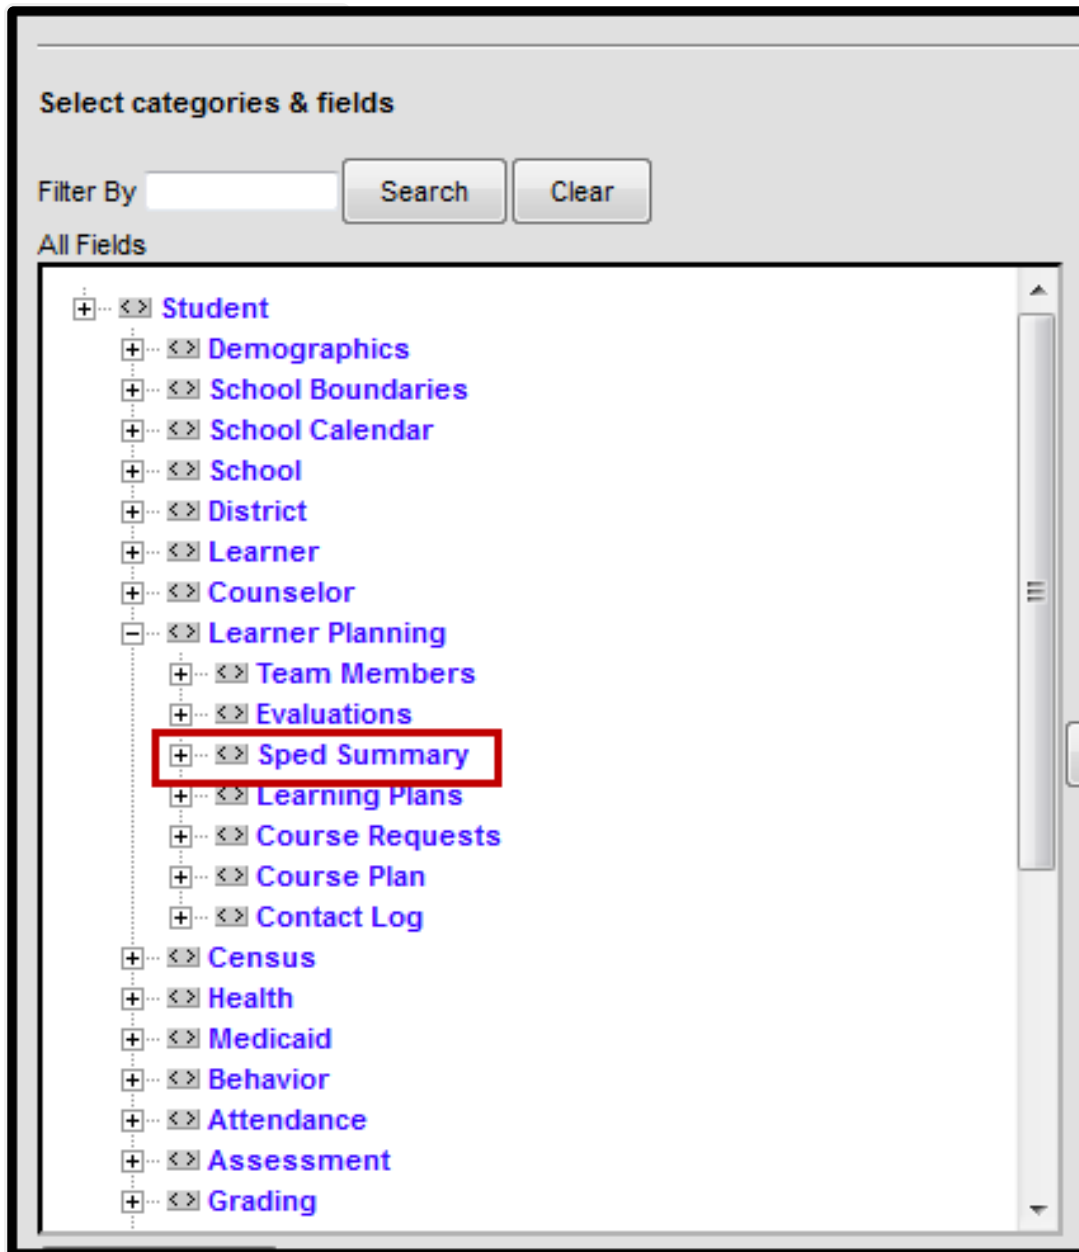 Select categories & fields
Filter By Search Clear
All Fields
Student
Demographics
School Boundaries
School Calendar
School
District
Learner
Counselor
Learner Planning
Team Members
Evaluations
Sped Summary
Learning Plans
Course Requests
Course Plan
Contact Log
Census
Health
Medicaid
Behavior
Attendance
Assessment
Grading